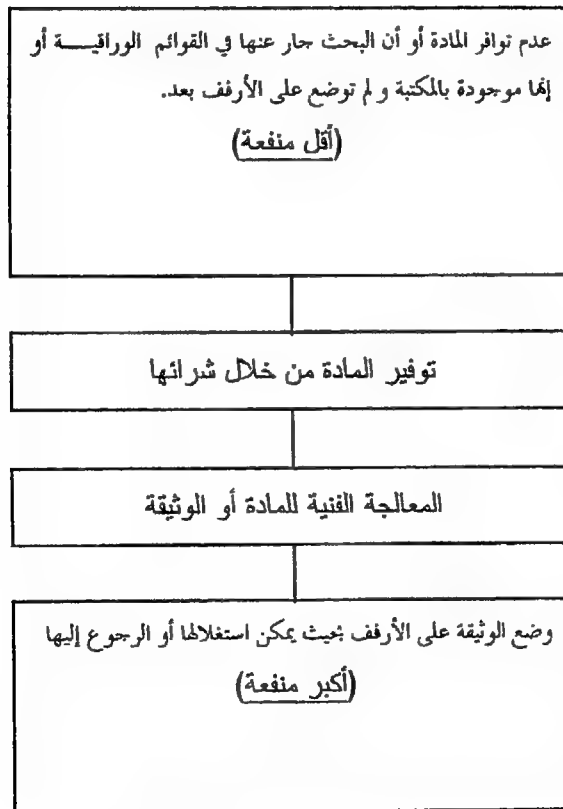 عدم توافر المادة أو أن البحث جار عنها في القوائم الوراقيـــة أو
إنها موجودة بالمكتبة و لم توضع على الأرفف بعد.
(أقل منفعة)
توفير المادة من خلال شرائها
المعالجة الفنية للمادة أو الوثيقة
وضع الوثيقة على الأرفف بحيث يمكن استغلالها أو الرجوع إليها
(أكبر منفعة)